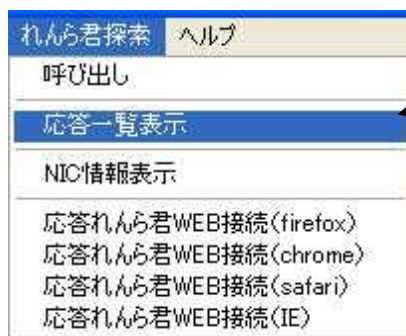 れんら君探索 ヘルプ
呼び出し
応答一覧表示
NIC情報表示
応答れんら君WEB接続(firefox)
応答れんら君WEB接続(chrome)
応答れんら君WEB接続(safari)
応答れんら君WEB接続(IE)